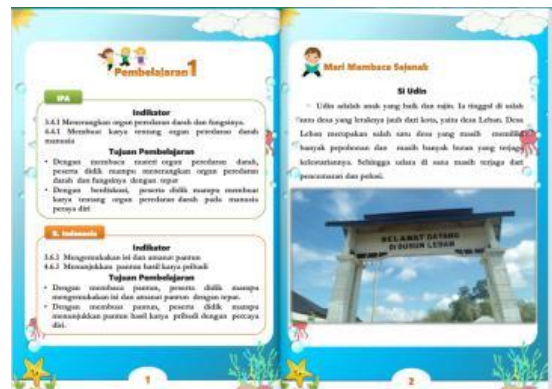 Pembelajaran 1
IPA
Indikator
3.4.1 Menerangkan organ peredaran darah dan fungsinya.
4.4.1 Membuat karya tentang organ peredaran darah
manusia
Tujuan Pembelajaran
• Dengan membaca materi organ peredaran darah,
peserta didik mampu menerangkan organ peredaran
darah dan fungsinya dengan tepat
• Dengan berdiskusi, peserta didik mampu membuat
karya tentang organ peredaran darah pada manusia
percaya diri
B. Indonesia
Indikator
3.6.1 Mengemukakan isi dan amanat pantun
4.6.1 Menunjukkan pantun hasil karya pribadi
Tujuan Pembelajaran
• Dengan membaca pantun, peserta didik mampu
mengemukakan isi dan amanat pantun dengan tepat.
• Dengan membuat pantun, peserta didik mampu
menunjukkan pantun hasil karya pribadi dengan percaya
diri.
1
Mari Membaca Sejenak
Si Udin
Udin adalah anak yang baik dan rajin. Ia tinggal di salah
satu desa yang letaknya jauh dari kota, yaitu desa Leban. Desa
Leban merupakan salah satu desa yang masih memiliki
banyak pepohonan dan masih banyak hutan yang terjaga
kelestariannya. Sehingga udara di sana masih terjaga dari
pencemaran dan polusi.
SELAMAT DATANG
DI DUSUN LEBAN
2